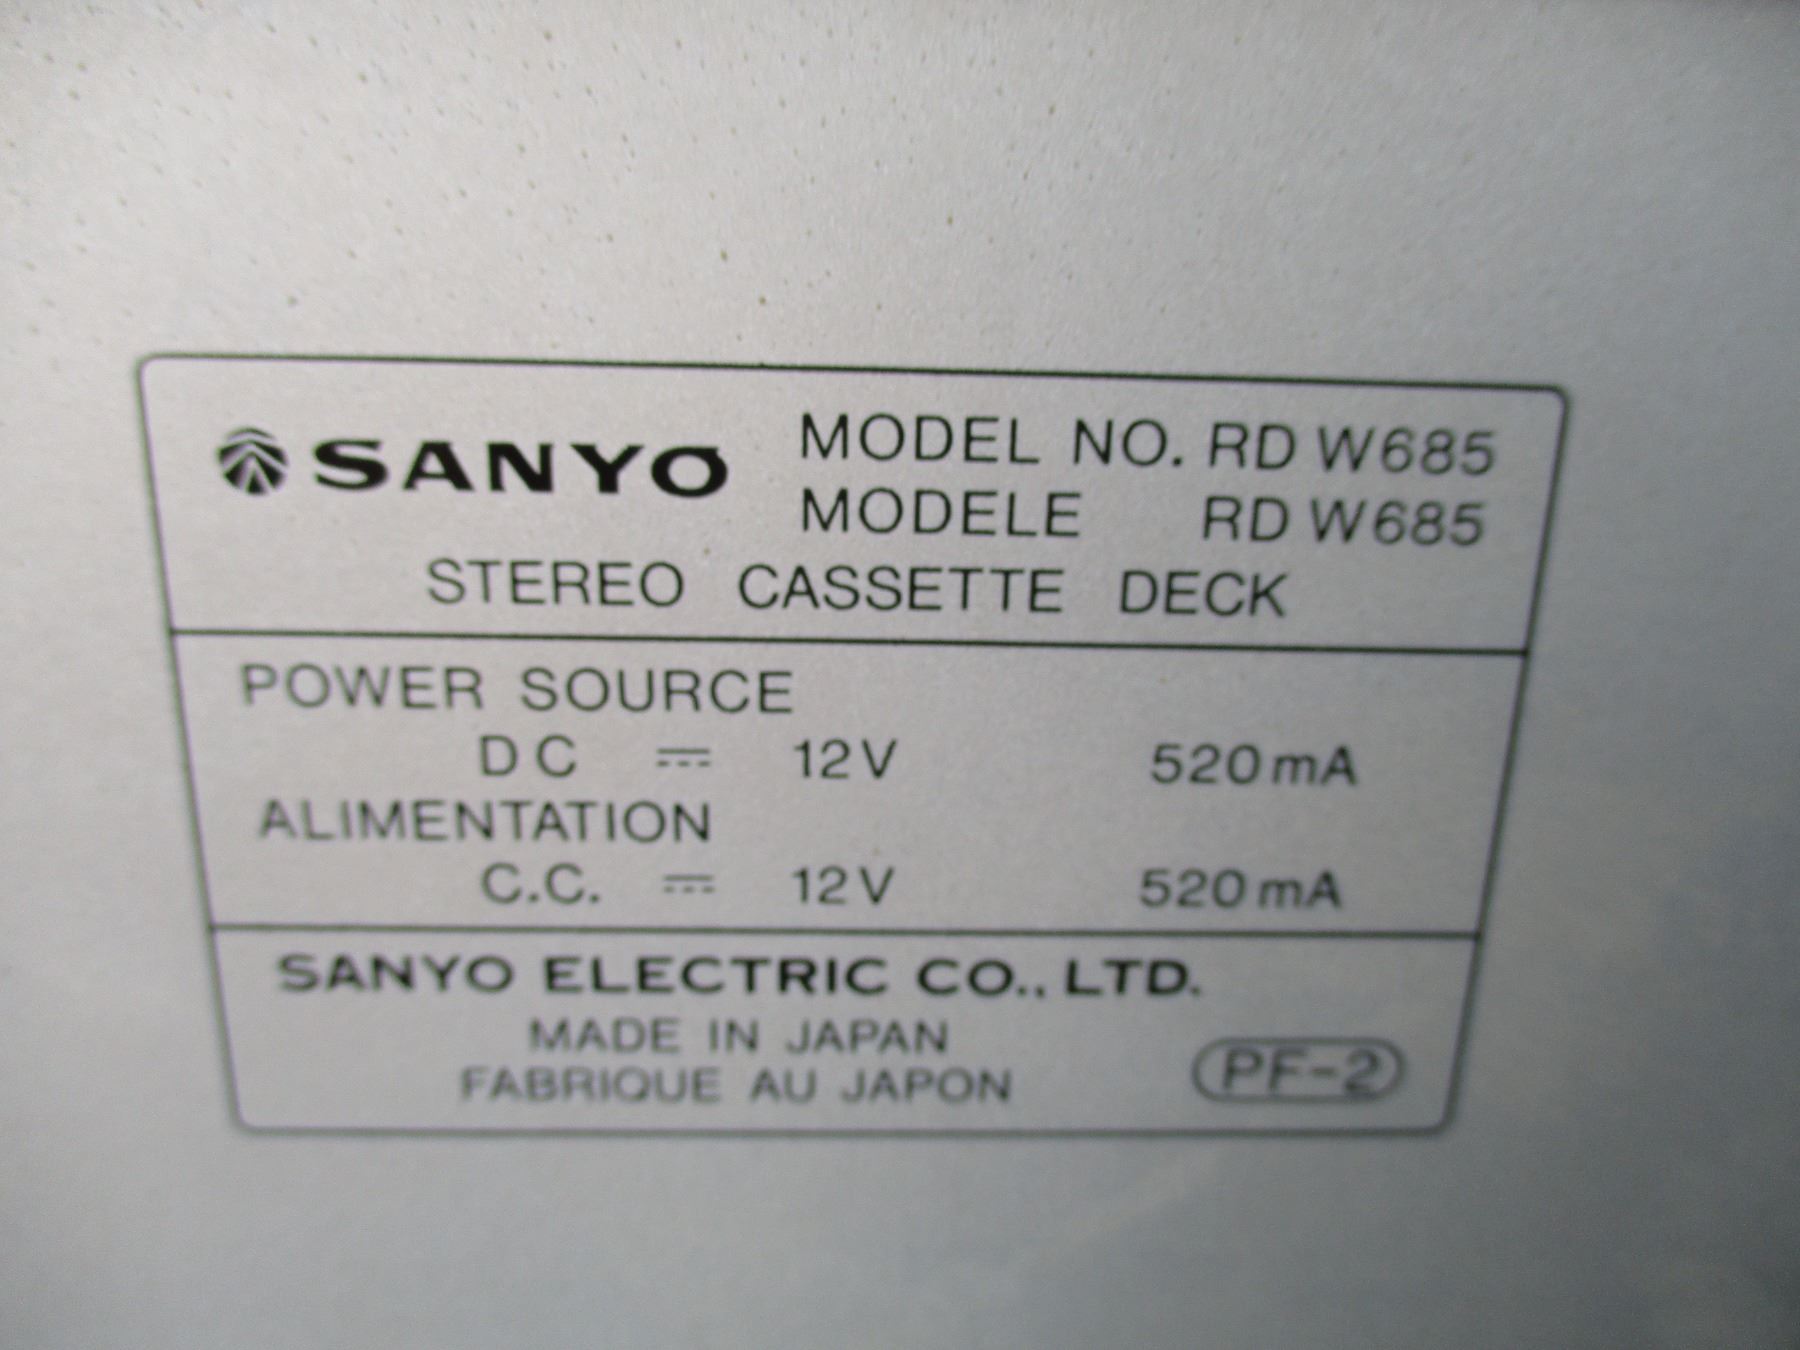 SANYO MODEL NO. RD W685
MODELE RD W685
STEREO CASSETTE DECK
POWER SOURCE
DC ⎓ 12V 520mA
ALIMENTATION
C.C. ⎓ 12V 520mA
SANYO ELECTRIC CO., LTD.
MADE IN JAPAN
FABRIQUE AU JAPON
PF-2